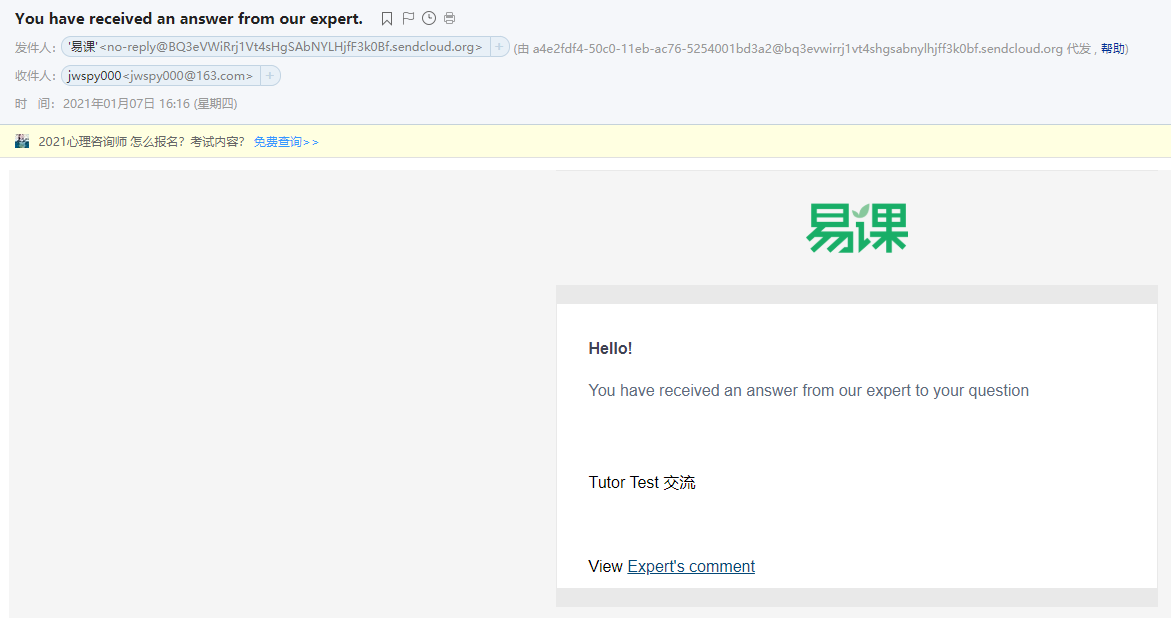 You have received an answer from our expert.
发件人： '易课'<no-reply@BQ3eVWiRrj1Vt4sHgSAbNYLHjfF3k0Bf.sendcloud.org> + (由 a4e2fdf4-50c0-11eb-ac76-5254001bd3a2@bq3evwirrj1vt4shgsabnylhjff3k0bf.sendcloud.org 代发 , 帮助)
收件人： jwspy000<jwspy000@163.com> +
时 间： 2021年01月07日 16:16 (星期四)
2021心理咨询师 怎么报名？考试内容？ 免费查询>>
易课
Hello!
You have received an answer from our expert to your question
Tutor Test 交流
View Expert's comment